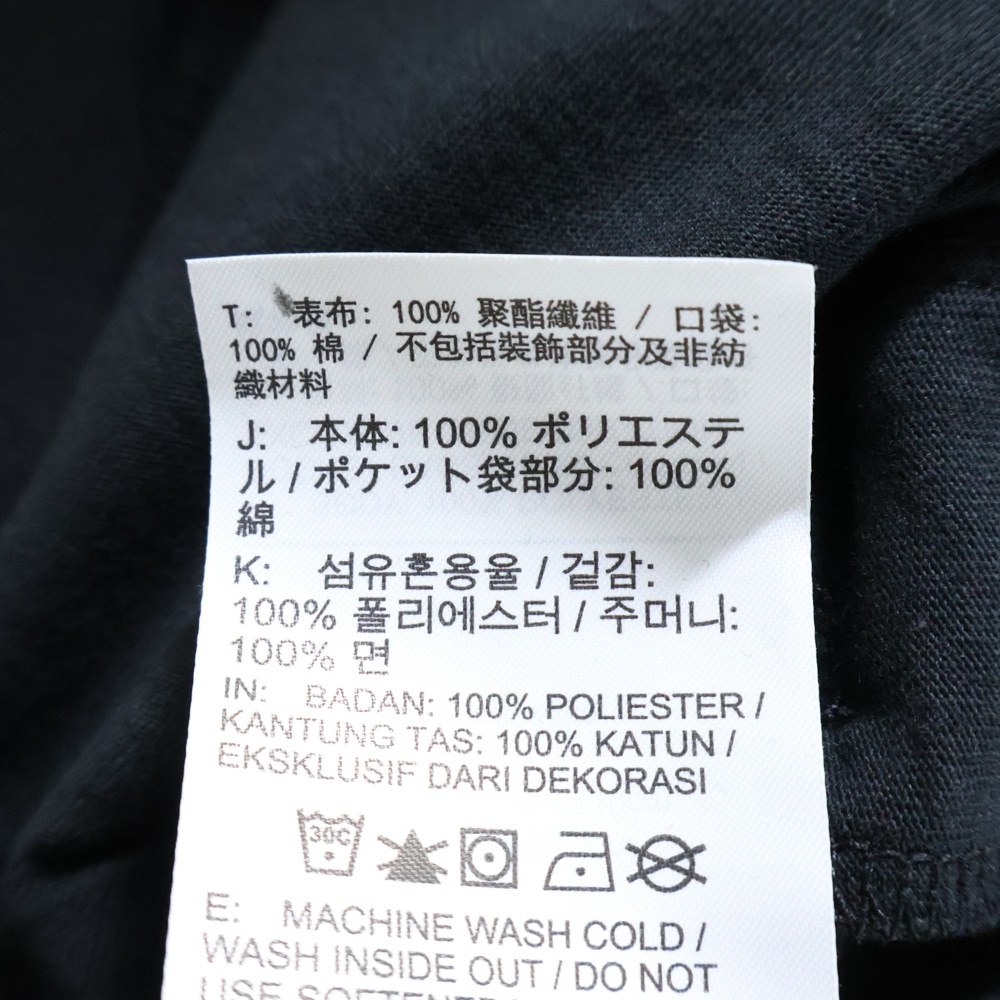 T: 表布: 100% 聚酯纖維 / 口袋:
100% 棉 / 不包括裝飾部分及非紡
織材料
J: 本体: 100% ポリエステ
ル / ポケット袋部分: 100%
綿
K: 섬유혼용율 / 겉감:
100% 폴리에스터 / 주머니:
100% 면
IN: BADAN: 100% POLIESTER /
KANTUNG TAS: 100% KATUN /
EKSKLUSIF DARI DEKORASI
30C
E: MACHINE WASH COLD /
WASH INSIDE OUT / DO NOT
USE SOFTENERS